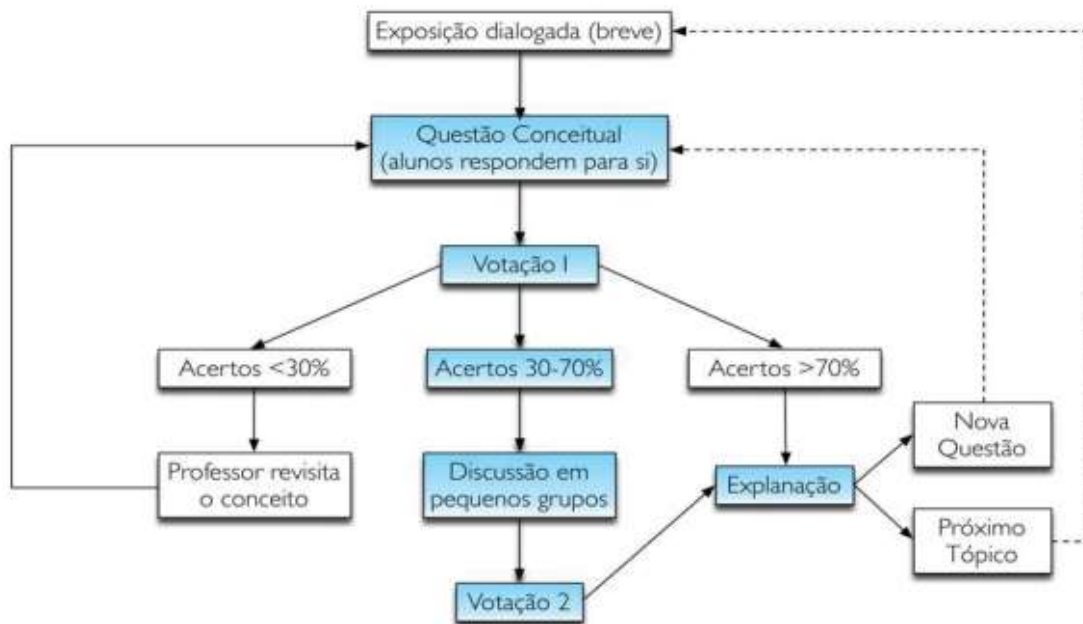 Exposição dialogada (breve)
Questão Conceitual
(alunos respondem para si)
Votação I
Acertos <30%
Acertos 30-70%
Acertos >70%
Professor revisita
o conceito
Discussão em
pequenos grupos
Explanação
Nova
Questão
Próximo
Tópico
Votação 2